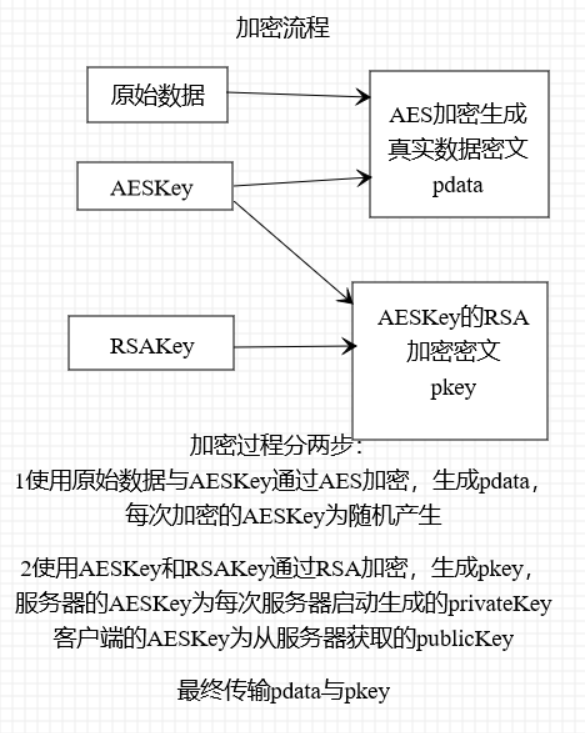 加密流程
原始数据
AES加密生成
真实数据密文
pdata
AESKey
AESKey的RSA
加密密文
pkey
RSAKey
加密过程分两步：
1使用原始数据与AESKey通过AES加密，生成pdata，
每次加密的AESKey为随机产生
2使用AESKey和RSAKey通过RSA加密，生成pkey，
服务器的AESKey为每次服务器启动生成的privateKey
客户端的AESKey为从服务器获取的publicKey
最终传输pdata与pkey